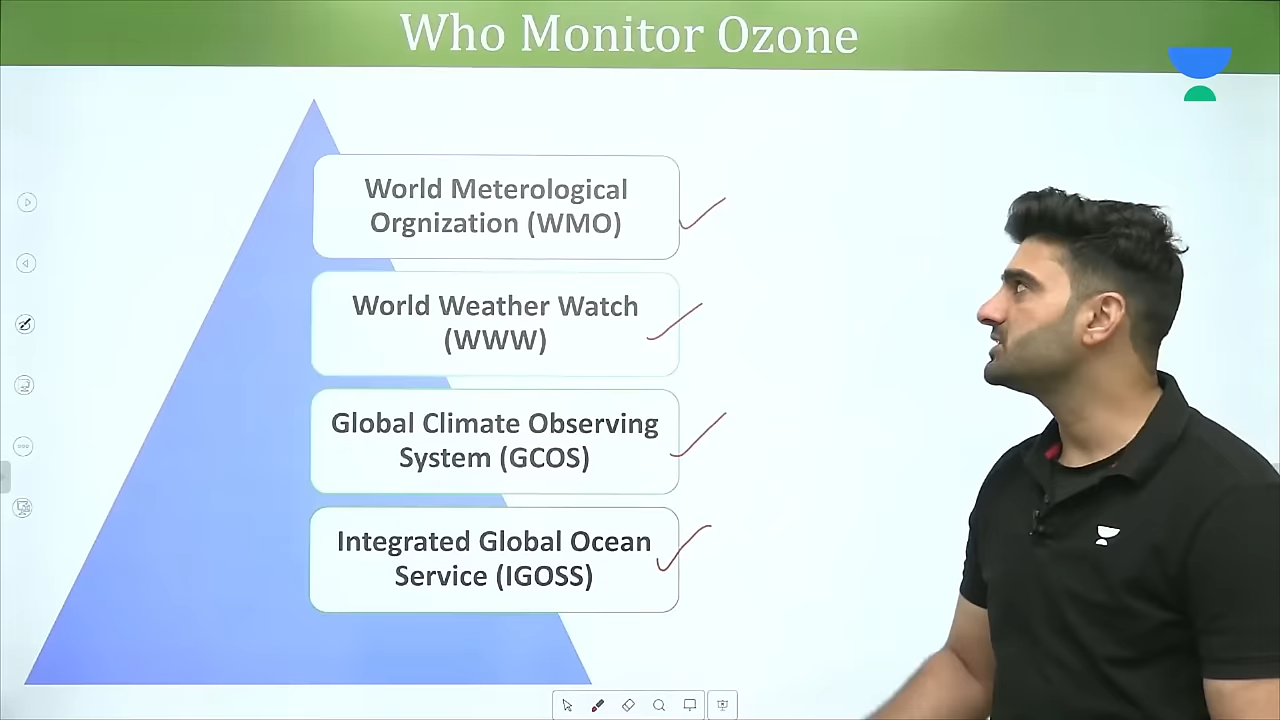 Who Monitor Ozone
World Meterological
Orgnization (WMO)
World Weather Watch
(WWW)
Global Climate Observing
System (GCOS)
Integrated Global Ocean
Service (IGOSS)